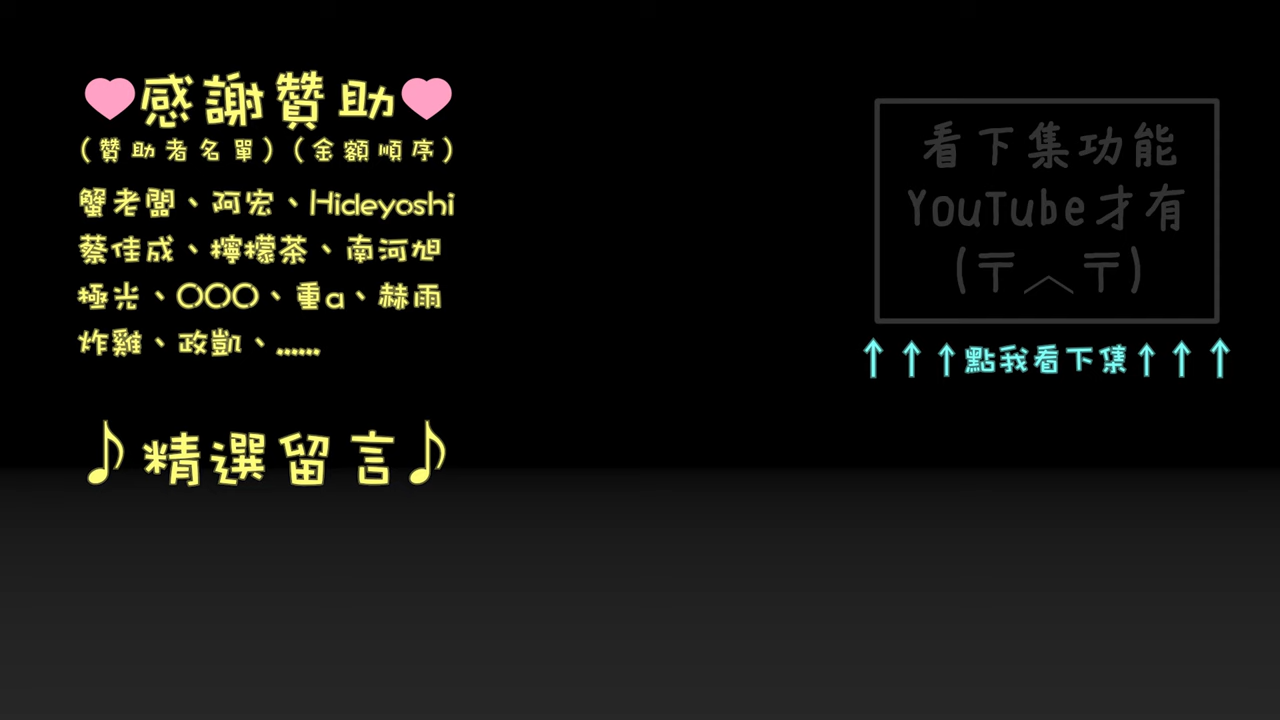 感謝贊助
(贊助者名單)(金額順序)
蟹老闆、阿宏、Hideyoshi
蔡佳成、檸檬茶、南河旭
極光、OOO、重a、赫雨
炸雞、政凱、......
♪精選留言♪
看下集功能
YouTube才有
(〒︿〒)
↑↑↑點我看下集↑↑↑